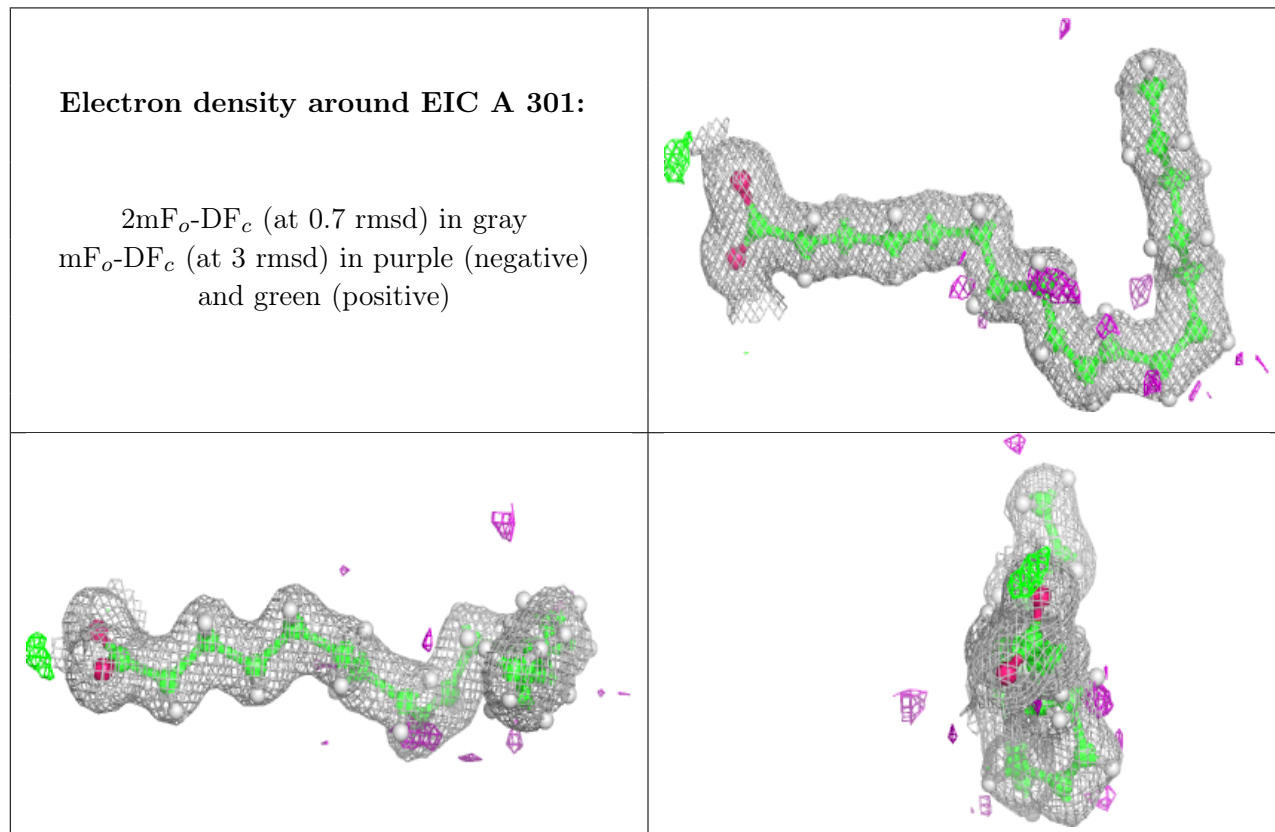 Electron density around EIC A 301:
2mFo-DFc (at 0.7 rmsd) in gray
mFo-DFc (at 3 rmsd) in purple (negative)
and green (positive)